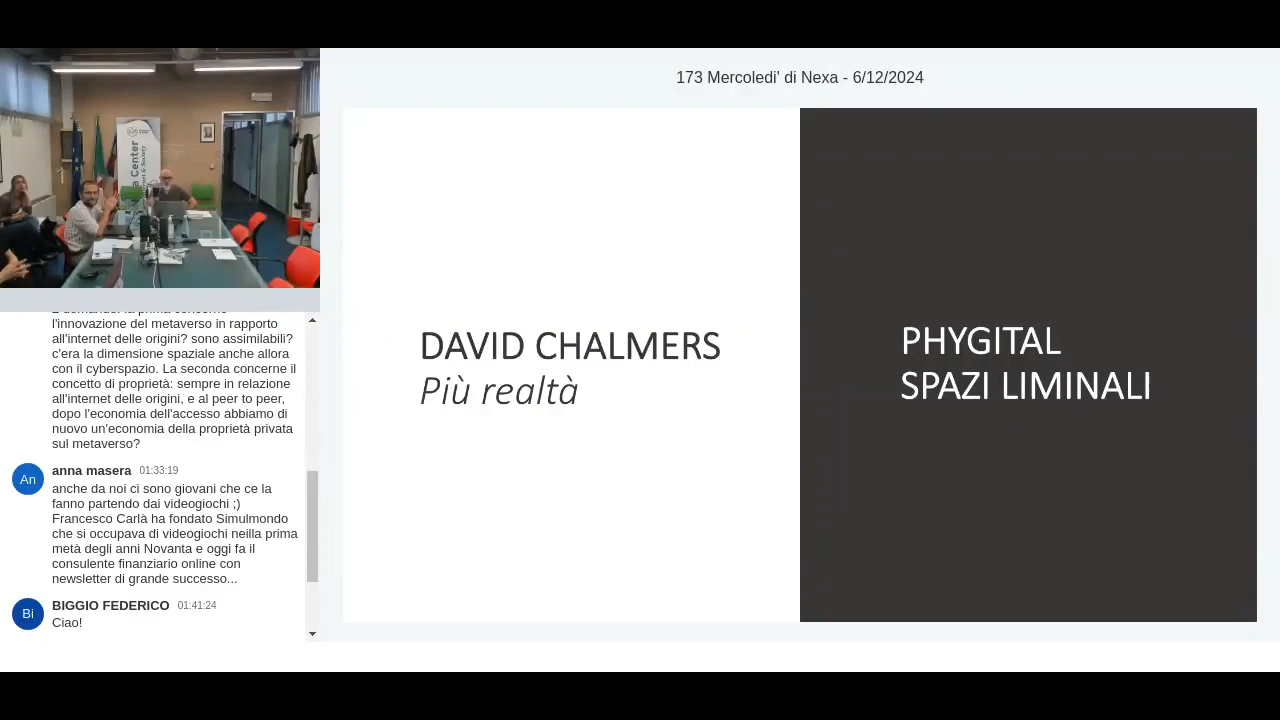 173 Mercoledi' di Nexa - 6/12/2024
a Center
DAVID CHALMERS
Più realtà
PHYGITAL
SPAZI LIMINALI
l'innovazione del metaverso in rapporto
all'internet delle origini? sono assimilabili?
c'era la dimensione spaziale anche allora
con il cyberspazio. La seconda concerne il
concetto di proprietà: sempre in relazione
all'internet delle origini, e al peer to peer,
dopo l'economia dell'accesso abbiamo di
nuovo un'economia della proprietà privata
sul metaverso?
An
anna masera 01:33:19
anche da noi ci sono giovani che ce la
fanno partendo dai videogiochi ;)
Francesco Carlà ha fondato Simulmondo
che si occupava di videogiochi neilla prima
metà degli anni Novanta e oggi fa il
consulente finanziario online con
newsletter di grande successo...
Bi
BIGGIO FEDERICO 01:41:24
Ciao!